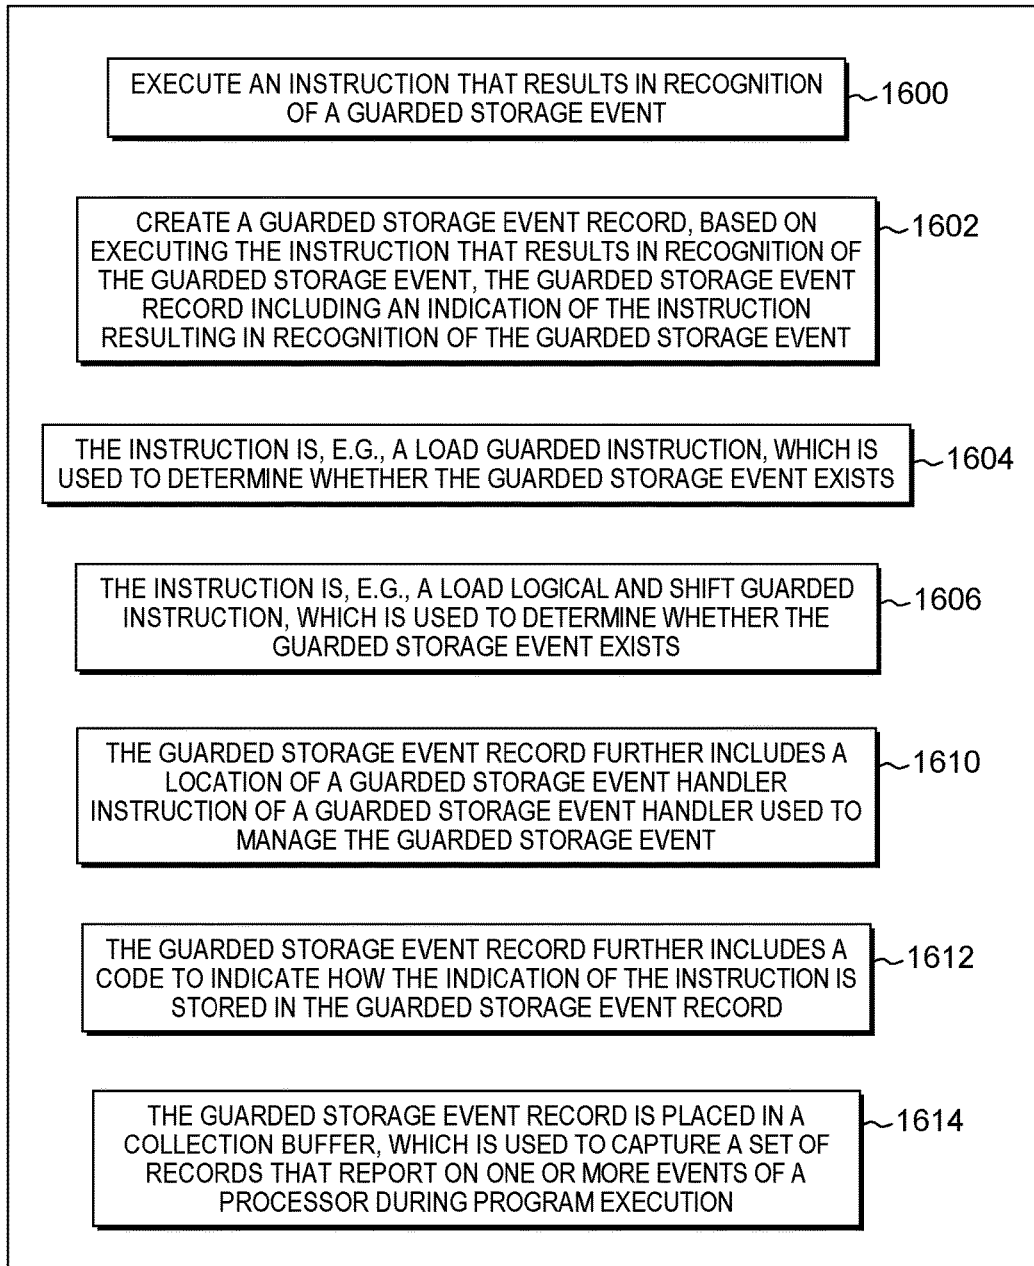 EXECUTE AN INSTRUCTION THAT RESULTS IN RECOGNITION
OF A GUARDED STORAGE EVENT
1600
CREATE A GUARDED STORAGE EVENT RECORD, BASED ON
EXECUTING THE INSTRUCTION THAT RESULTS IN RECOGNITION OF
THE GUARDED STORAGE EVENT, THE GUARDED STORAGE EVENT
RECORD INCLUDING AN INDICATION OF THE INSTRUCTION
RESULTING IN RECOGNITION OF THE GUARDED STORAGE EVENT
1602
THE INSTRUCTION IS, E.G., A LOAD GUARDED INSTRUCTION, WHICH IS
USED TO DETERMINE WHETHER THE GUARDED STORAGE EVENT EXISTS
1604
THE INSTRUCTION IS, E.G., A LOAD LOGICAL AND SHIFT GUARDED
INSTRUCTION, WHICH IS USED TO DETERMINE WHETHER THE
GUARDED STORAGE EVENT EXISTS
1606
THE GUARDED STORAGE EVENT RECORD FURTHER INCLUDES A
LOCATION OF A GUARDED STORAGE EVENT HANDLER
INSTRUCTION OF A GUARDED STORAGE EVENT HANDLER USED TO
MANAGE THE GUARDED STORAGE EVENT
1610
THE GUARDED STORAGE EVENT RECORD FURTHER INCLUDES A
CODE TO INDICATE HOW THE INDICATION OF THE INSTRUCTION IS
STORED IN THE GUARDED STORAGE EVENT RECORD
1612
THE GUARDED STORAGE EVENT RECORD IS PLACED IN A
COLLECTION BUFFER, WHICH IS USED TO CAPTURE A SET OF
RECORDS THAT REPORT ON ONE OR MORE EVENTS OF A
PROCESSOR DURING PROGRAM EXECUTION
1614